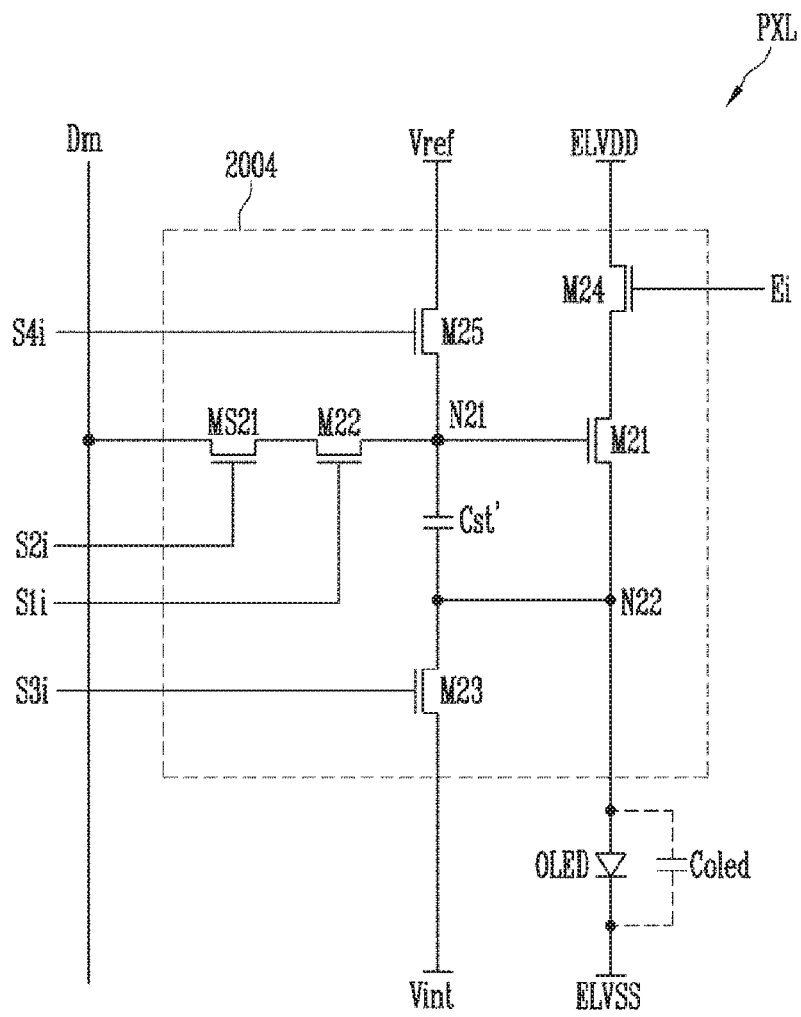 PXL
Dm
Vref
ELVDD
2004
M24
Ei
S4i
M25
MS21
M22
N21
M21
Cst'
S2i
S1i
N22
S3i
M23
OLED
Coled
Vint
ELVSS